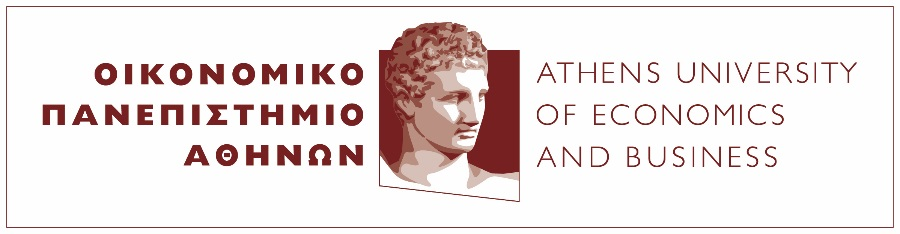 ΟΙΚΟΝΟΜΙΚΟ
ΠΑΝΕΠΙΣΤΗΜΙΟ
ΑΘΗΝΩΝ
ATHENS UNIVERSITY
OF ECONOMICS
AND BUSINESS